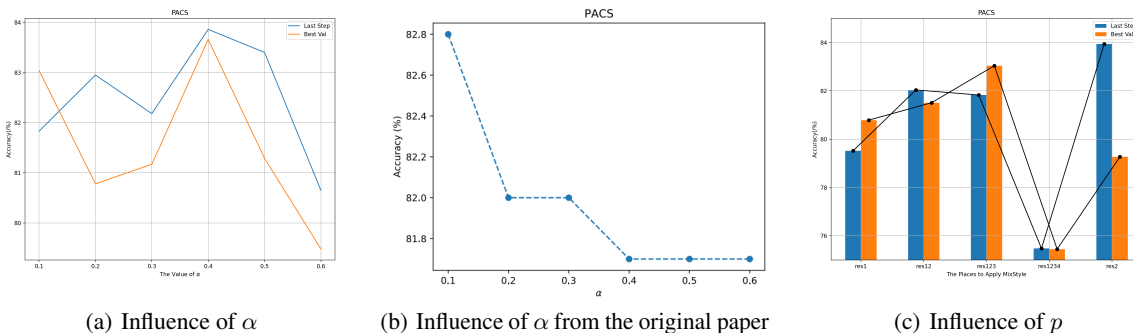 PACS
84
83
82
81
80
Accuracy(%)
0.1 0.2 0.3 0.4 0.5 0.6
The Value of α
Last Step
Best Val
(a) Influence of α
PACS
82.8
82.6
82.4
82.2
82.0
81.8
Accuracy (%)
0.1 0.2 0.3 0.4 0.5 0.6
α
(b) Influence of α from the original paper
PACS
84
82
80
78
76
Accuracy(%)
res1 res12 res123 res1234 res2
The Places to Apply MixStyle
Last Step
Best Val
(c) Influence of p